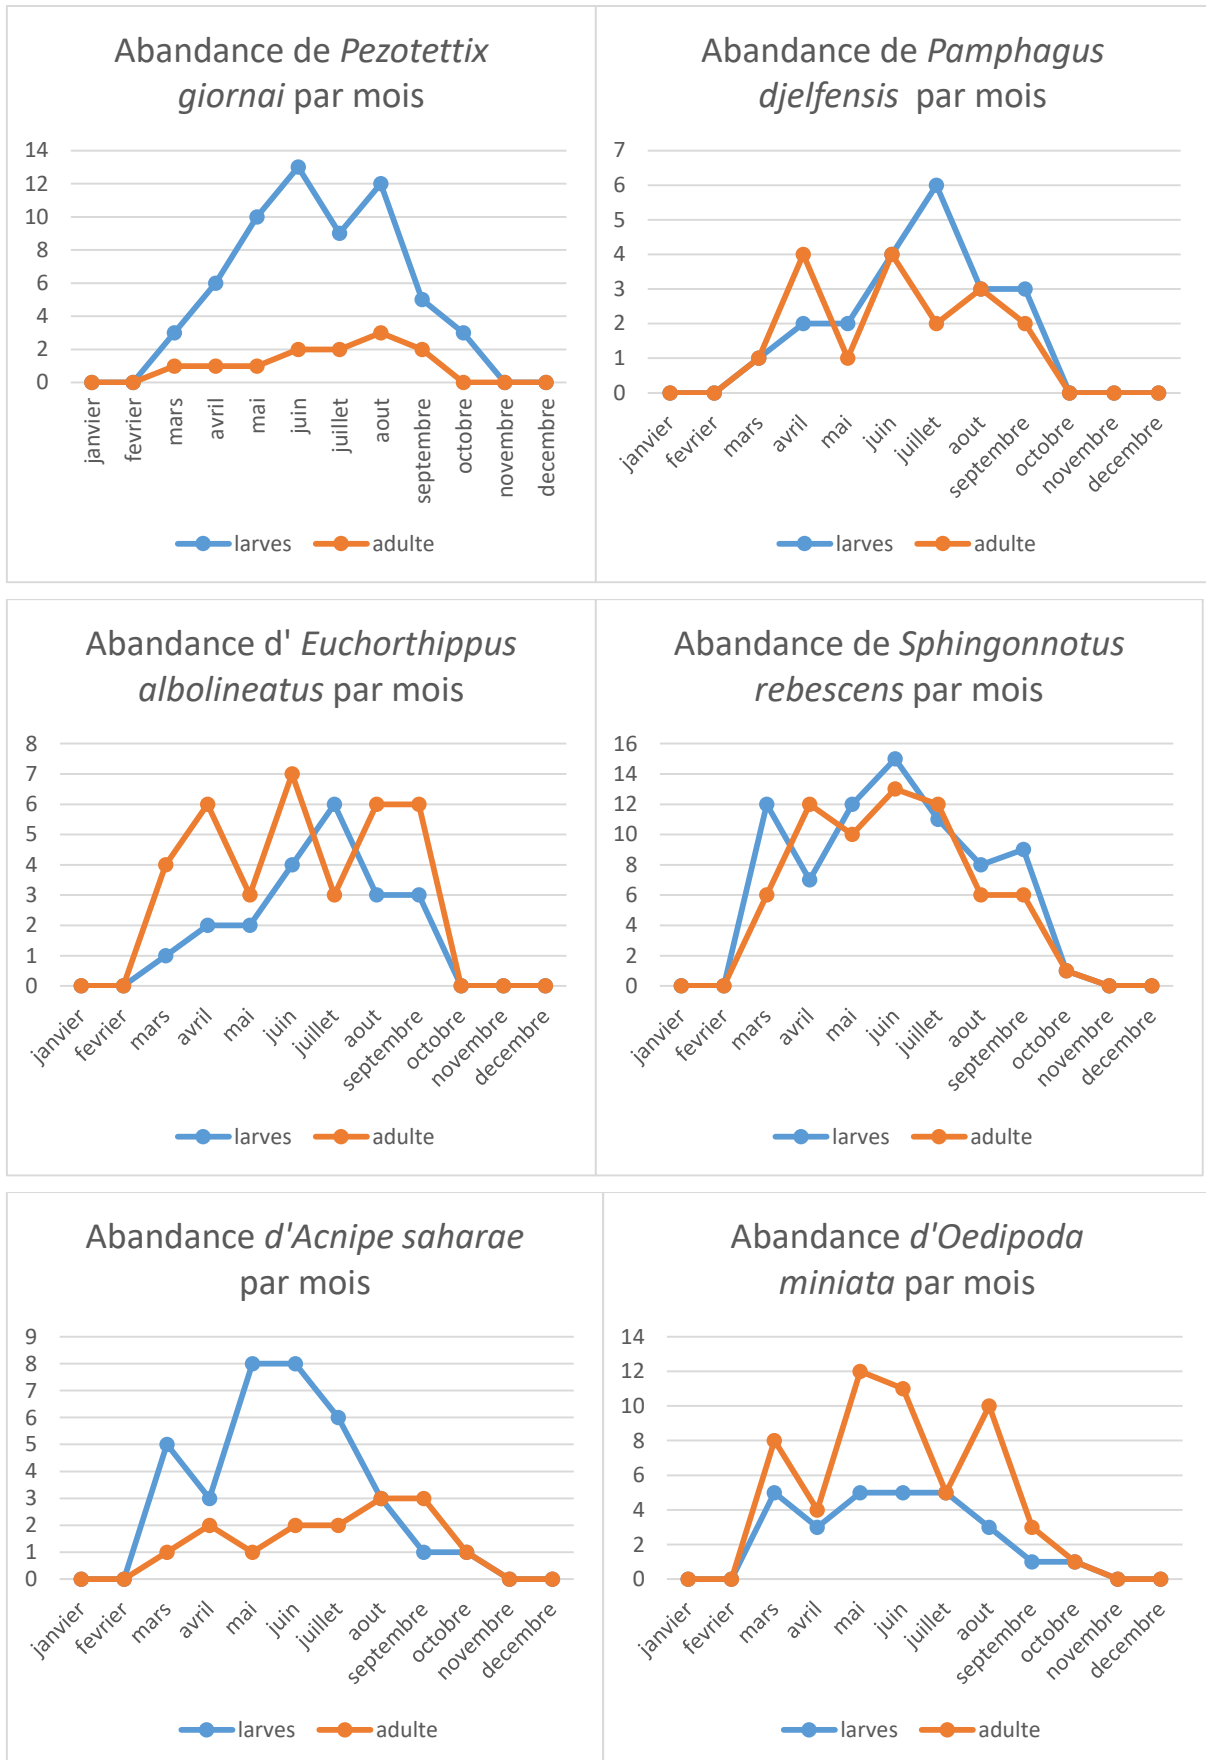 Abandance de Pezotettix
giornai par mois
14
12
10
8
6
4
2
0
janvier
fevrier
mars
avril
mai
juin
juillet
aout
septembre
octobre
novembre
decembre
larves
adulte
Abandance de Pamphagus
djelfensis par mois
7
6
5
4
3
2
1
0
janvier
fevrier
mars
avril
mai
juin
juillet
aout
septembre
octobre
novembre
decembre
larves
adulte
Abandance d' Euchorthippus
albolineatus par mois
8
7
6
5
4
3
2
1
0
janvier
fevrier
mars
avril
mai
juin
juillet
aout
septembre
octobre
novembre
decembre
larves
adulte
Abandance de Sphingonnotus
rebescens par mois
16
14
12
10
8
6
4
2
0
janvier
fevrier
mars
avril
mai
juin
juillet
aout
septembre
octobre
novembre
decembre
larves
adulte
Abandance d'Acnipe saharae
par mois
9
8
7
6
5
4
3
2
1
0
janvier
fevrier
mars
avril
mai
juin
juillet
aout
septembre
octobre
novembre
decembre
larves
adulte
Abandance d'Oedipoda
miniata par mois
14
12
10
8
6
4
2
0
janvier
fevrier
mars
avril
mai
juin
juillet
aout
septembre
octobre
novembre
decembre
larves
adulte